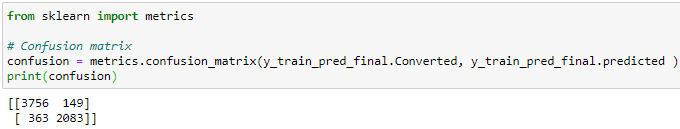 from sklearn import metrics
# Confusion matrix
confusion = metrics.confusion_matrix(y_train_pred_final.Converted, y_train_pred_final.predicted )
print(confusion)
[[3756  149]
 [ 363 2083]]